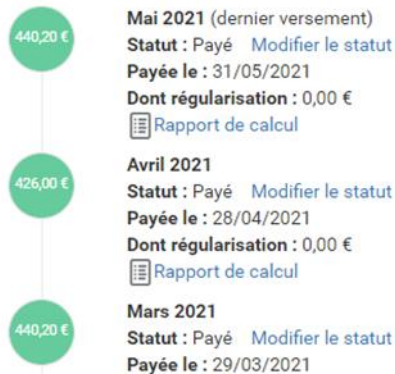 440,20 €
Mai 2021 (dernier versement)
Statut : Payé Modifier le statut
Payée le : 31/05/2021
Dont régularisation : 0,00 €
Rapport de calcul
426,00 €
Avril 2021
Statut : Payé Modifier le statut
Payée le : 28/04/2021
Dont régularisation : 0,00 €
Rapport de calcul
440,20 €
Mars 2021
Statut : Payé Modifier le statut
Payée le : 29/03/2021